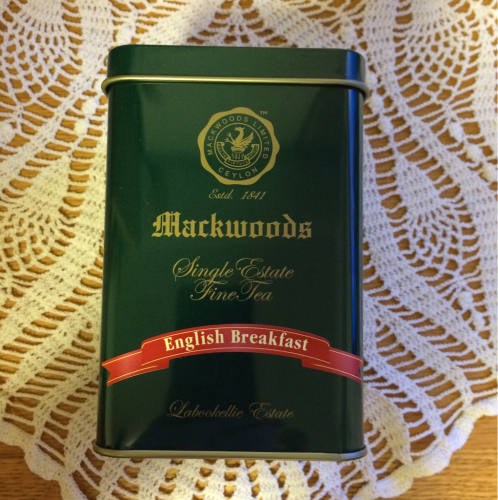 ™
MACKWOODS LIMITED
CEYLON
Estd. 1841
Mackwoods
Single Estate
Fine Tea
English Breakfast
Labookellie Estate